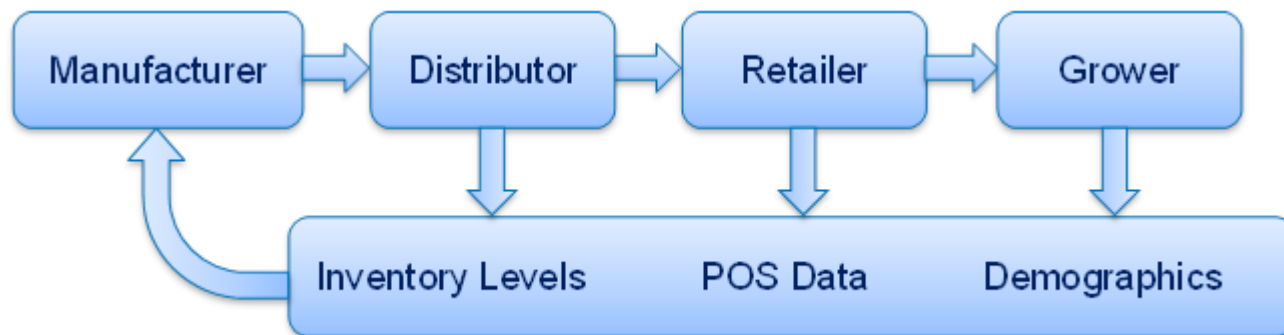 Manufacturer Distributor Retailer Grower
Inventory Levels POS Data Demographics